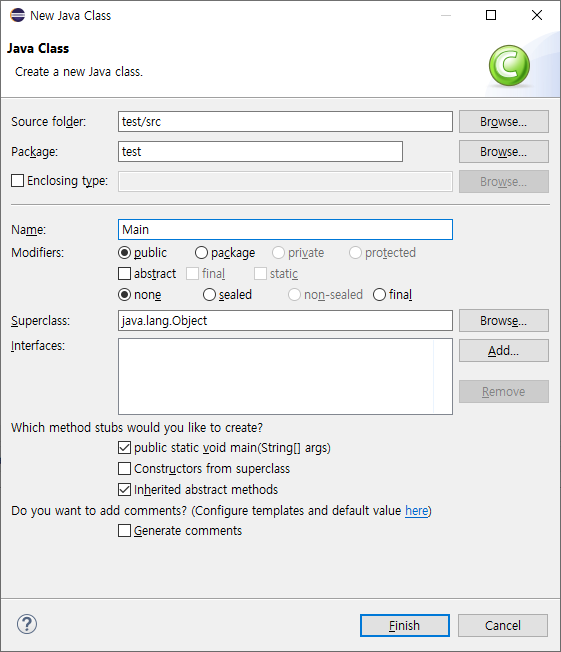 New Java Class
Java Class
Create a new Java class.
C
Source folder: test/src Browse...
Package: test Browse...
Enclosing type: Browse...
Name: Main
Modifiers: public package private protected
abstract final static
none sealed non-sealed final
Superclass: java.lang.Object Browse...
Interfaces: Add...
Remove
Which method stubs would you like to create?
public static void main(String[] args)
Constructors from superclass
Inherited abstract methods
Do you want to add comments? (Configure templates and default value here)
Generate comments
? Finish Cancel